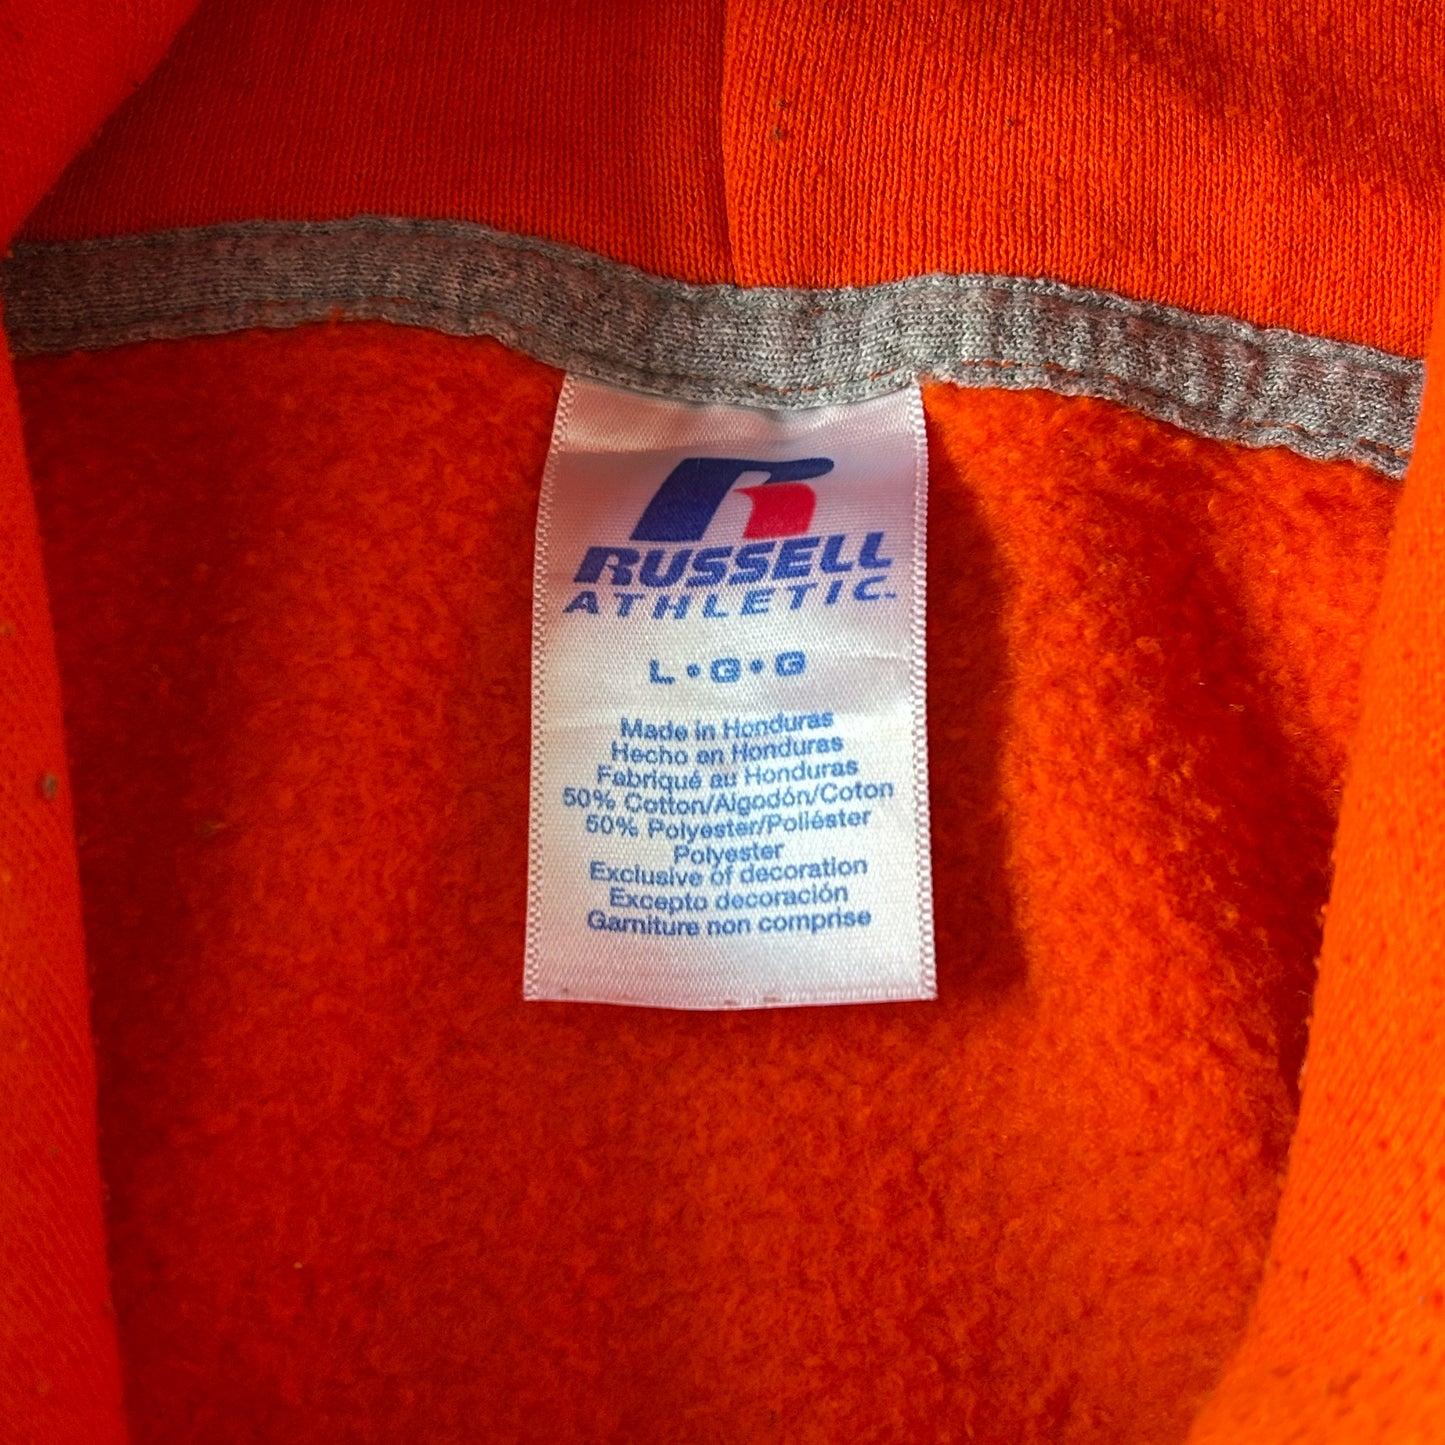 RUSSELL
ATHLETIC
L•G•G
Made in Honduras
Hecho en Honduras
Fabriqué au Honduras
50% Cotton/Algodón/Coton
50% Polyester/Poliéster
Polyester
Exclusive of decoration
Excepto decoración
Garniture non comprise